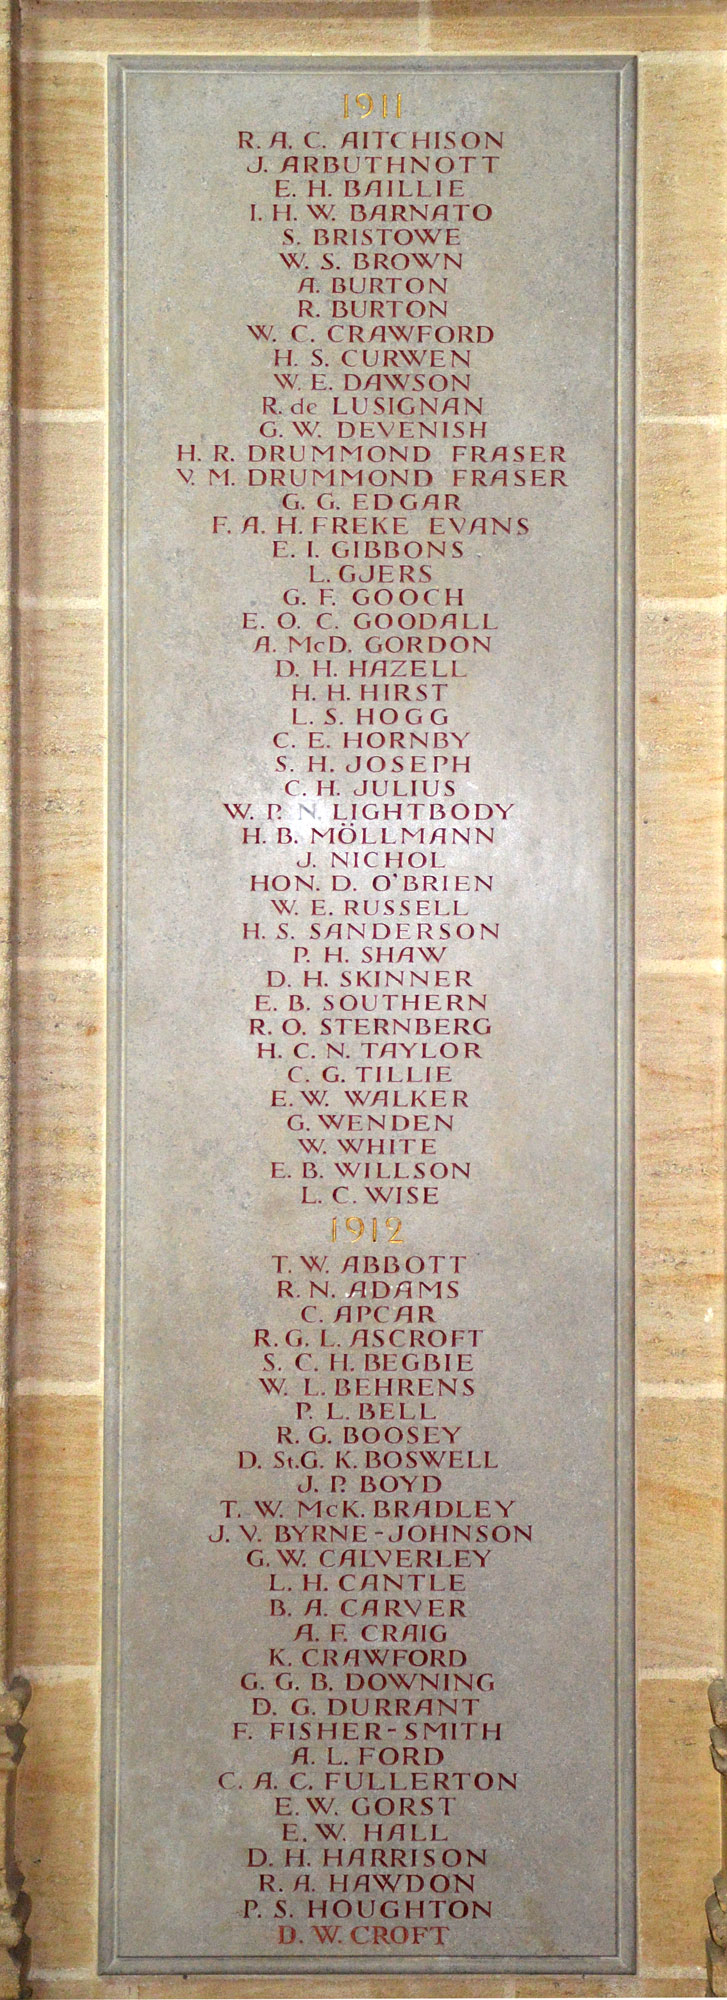 1911
R. A. C. AITCHISON
J. ARBUTHNOTT
E. H. BAILLIE
I. H. W. BARNATO
S. BRISTOWE
W. S. BROWN
A. BURTON
R. BURTON
W. C. CRAWFORD
H. S. CURWEN
W. E. DAWSON
R. de LUSIGNAN
G. W. DEVENISH
H. R. DRUMMOND FRASER
V. M. DRUMMOND FRASER
G. G. EDGAR
F. A. H. FREKE EVANS
E. I. GIBBONS
L. GJERS
G. F. GOOCH
E. O. C. GOODALL
A. McD. GORDON
D. H. HAZELL
H. H. HIRST
L. S. HOGG
C. E. HORNBY
S. H. JOSEPH
C. H. JULIUS
W. P. N. LIGHTBODY
H. B. MÖLLMANN
J. NICHOL
HON. D. O'BRIEN
W. E. RUSSELL
H. S. SANDERSON
P. H. SHAW
D. H. SKINNER
E. B. SOUTHERN
R. O. STERNBERG
H. C. N. TAYLOR
C. G. TILLIE
E. W. WALKER
G. WENDEN
W. WHITE
E. B. WILLSON
L. C. WISE
1912
T. W. ABBOTT
R. N. ADAMS
C. APCAR
R. G. L. ASCROFT
S. C. H. BEGBIE
W. L. BEHRENS
P. L. BELL
R. G. BOOSEY
D. St.G. K. BOSWELL
J. P. BOYD
T. W. McK. BRADLEY
J. V. BYRNE-JOHNSON
G. W. CALVERLEY
L. H. CANTLE
B. A. CARVER
A. F. CRAIG
K. CRAWFORD
G. G. B. DOWNING
D. G. DURRANT
F. FISHER-SMITH
A. L. FORD
C. A. C. FULLERTON
E. W. GORST
E. W. HALL
D. H. HARRISON
R. A. HAWDON
P. S. HOUGHTON
D. W. CROFT